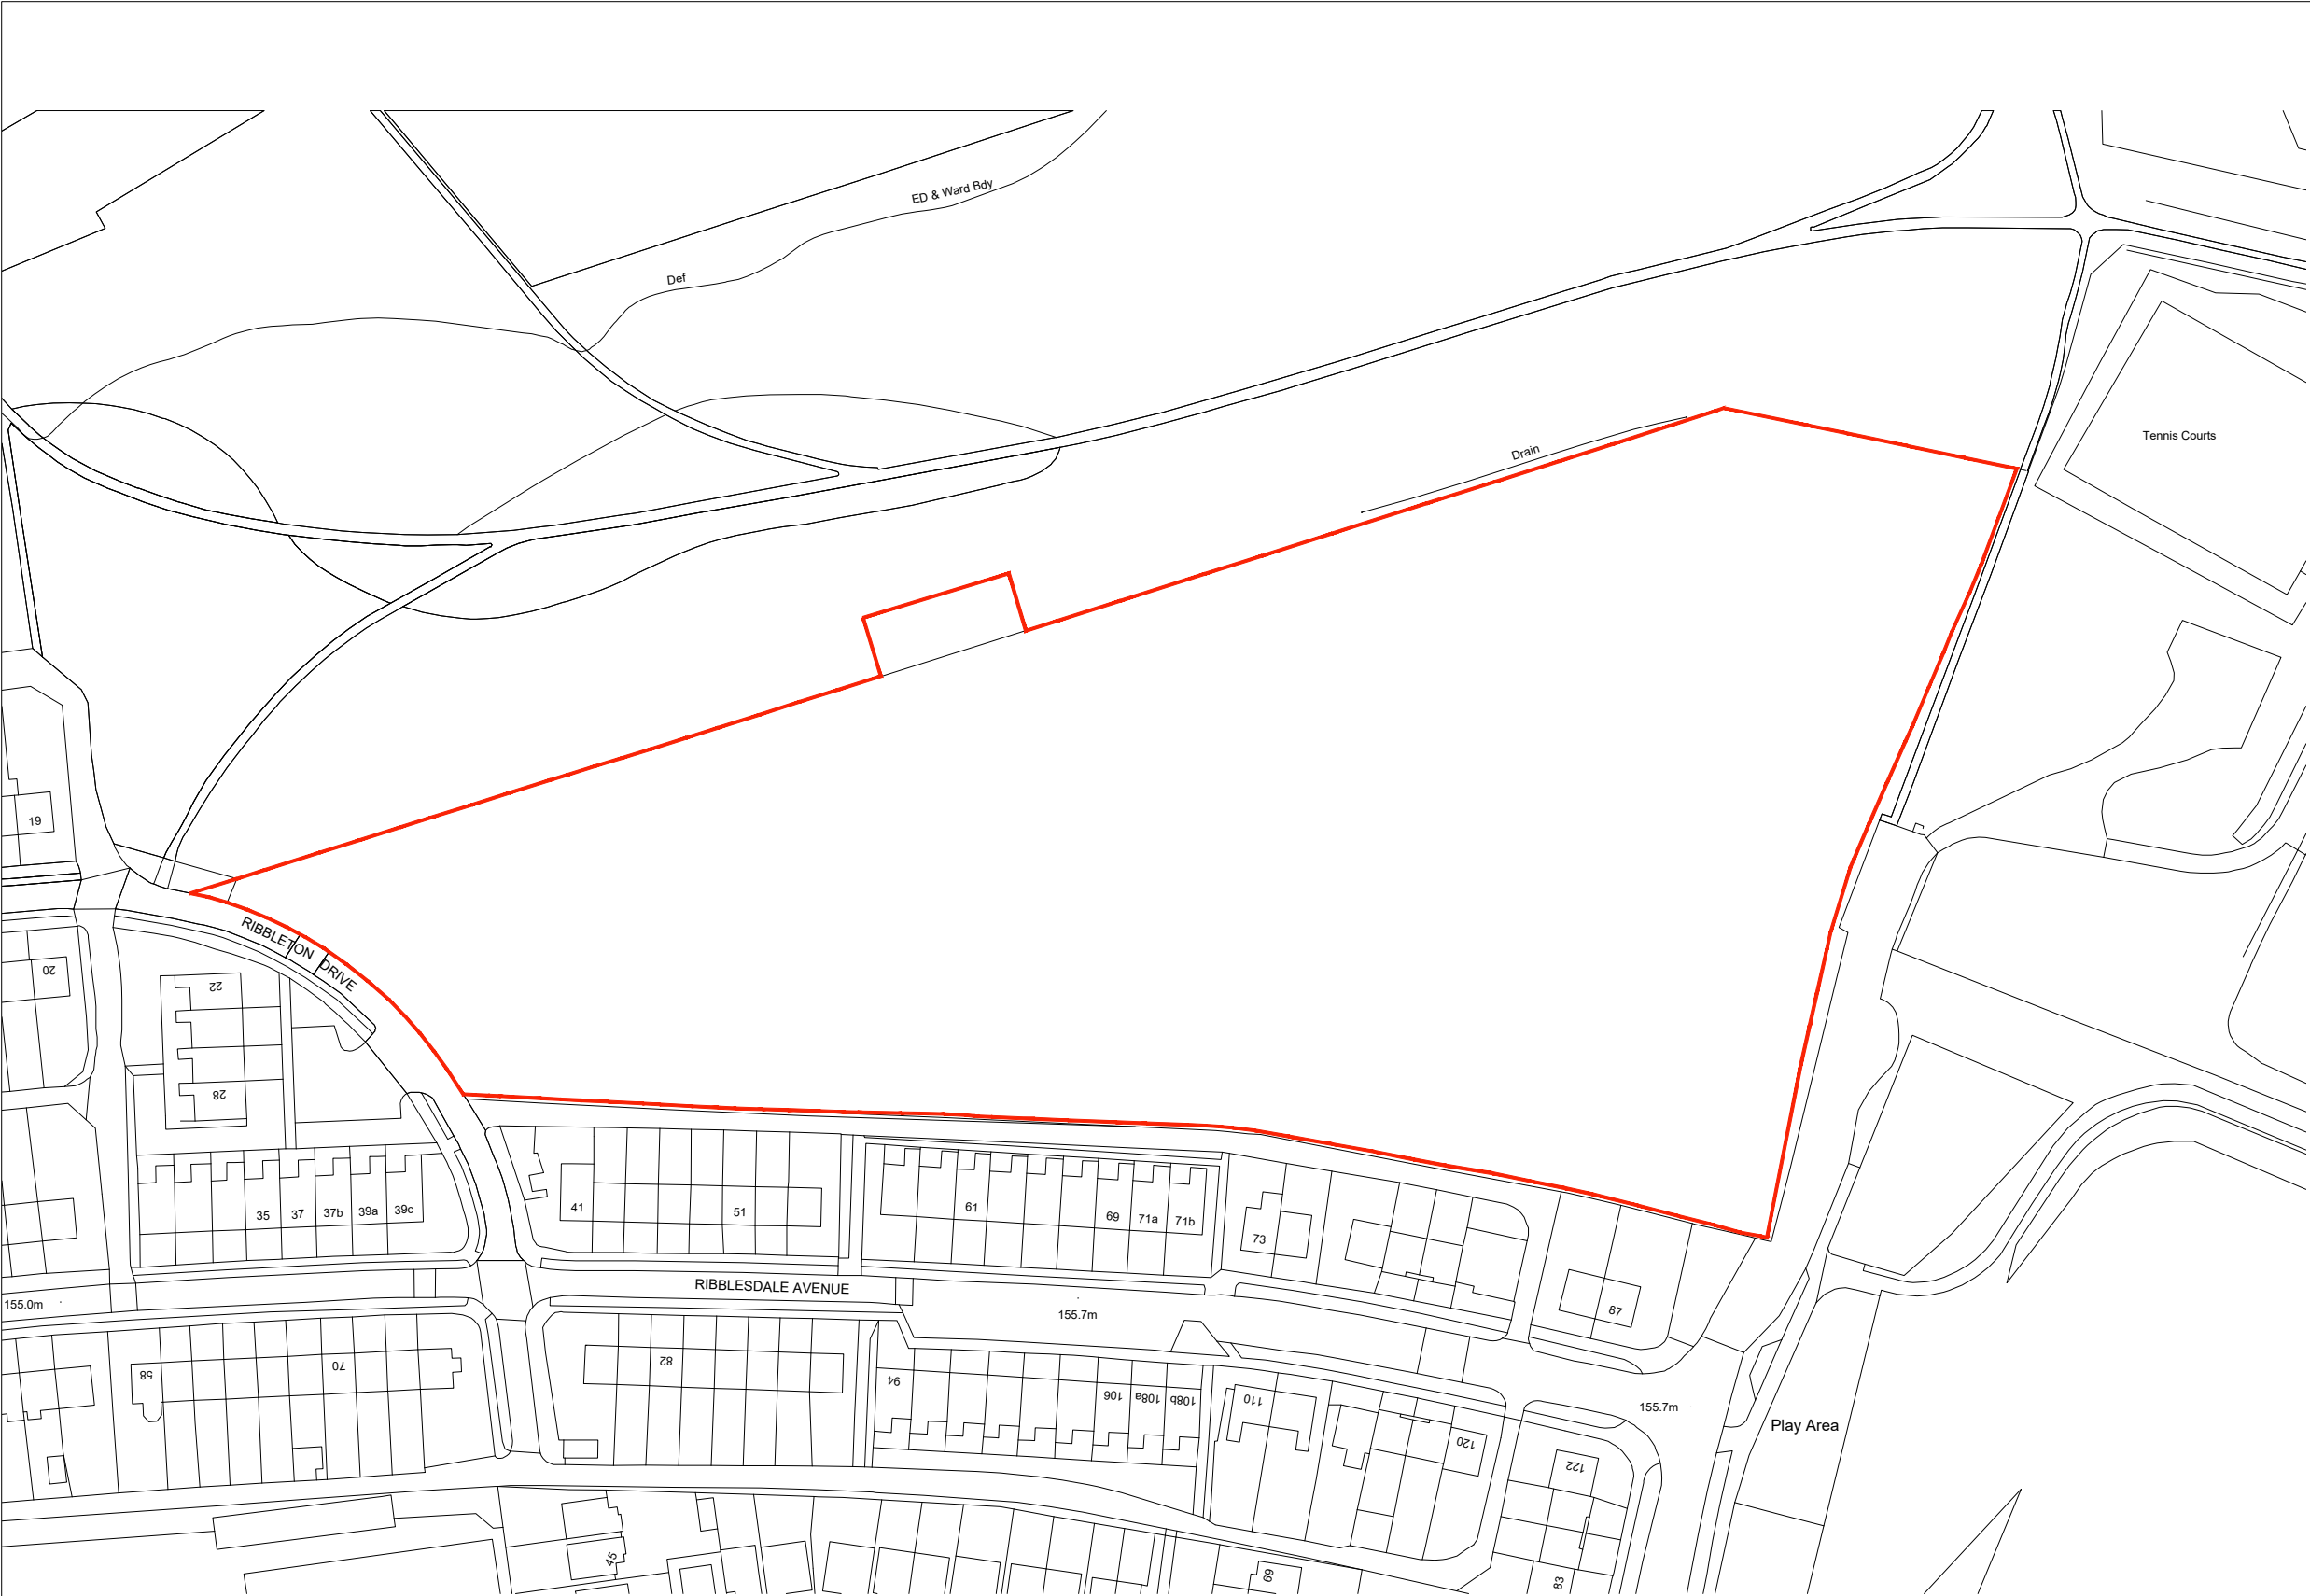 ED & Ward Bdy
Def
Tennis Courts
Drain
19
RIBBLETON DRIVE
20
22
28
35
37
37b
39a
39c
41
51
61
69
71a
71b
73
87
RIBBLESDALE AVENUE
155.0m
155.7m
58
70
82
94
106
108a
108b
110
120
122
155.7m
Play Area
45
69
83